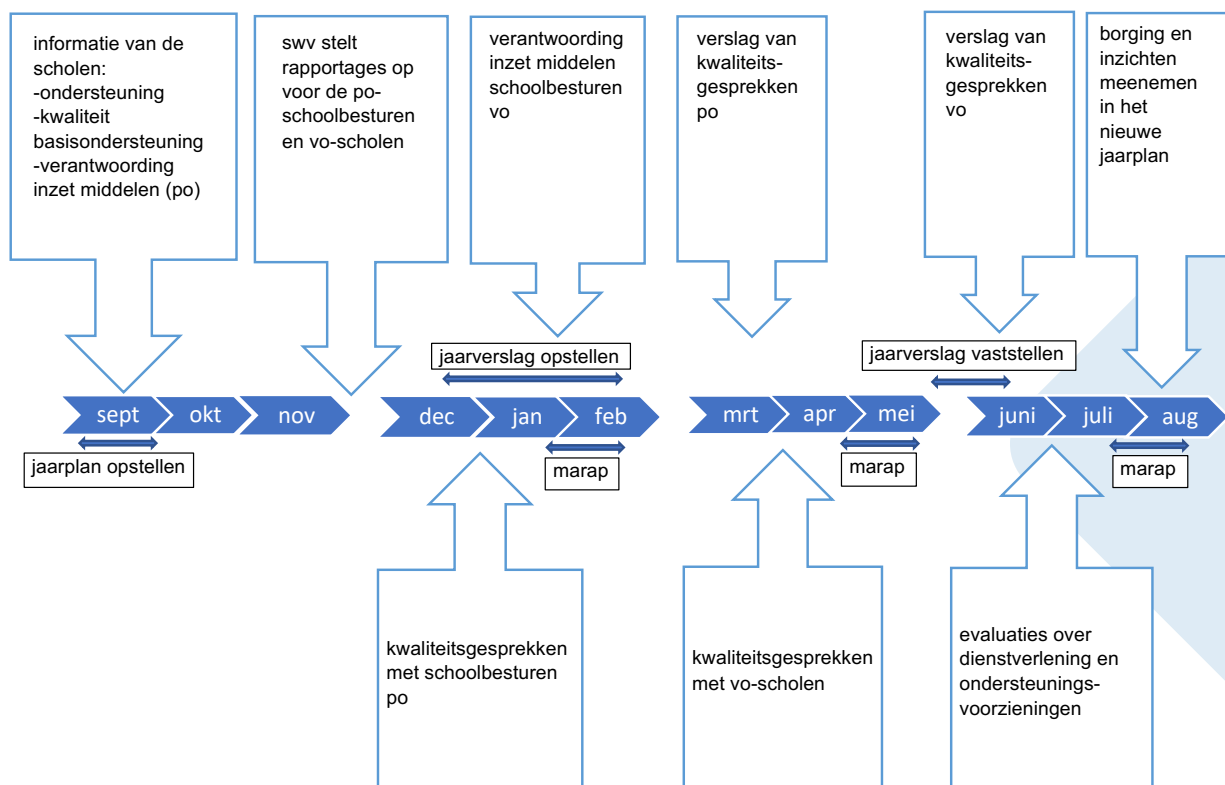 informatie van de
scholen:
-ondersteuning
-kwaliteit
basisondersteuning
-verantwoording
inzet middelen (po)
swv stelt
rapportages op
voor de po-
schoolbesturen
en vo-scholen
verantwoording
inzet middelen
schoolbesturen
vo
verslag van
kwaliteits-
gesprekken
po
verslag van
kwaliteits-
gesprekken
vo
borging en
inzichten
meenemen
in het
nieuwe
jaarplan
jaarverslag opstellen
jaarverslag vaststellen
sept
okt
nov
dec
jan
feb
mrt
apr
mei
juni
juli
aug
jaarplan opstellen
marap
marap
marap
kwaliteitsgesprekken
met schoolbesturen
po
kwaliteitsgesprekken
met vo-scholen
evaluaties over
dienstverlening en
ondersteunings-
voorzieningen